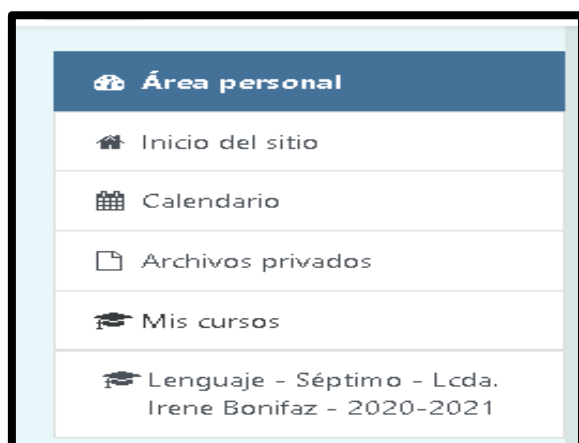 Área personal
Inicio del sitio
Calendario
Archivos privados
Mis cursos
Lenguaje - Séptimo - Lcda.
Irene Bonifaz - 2020-2021